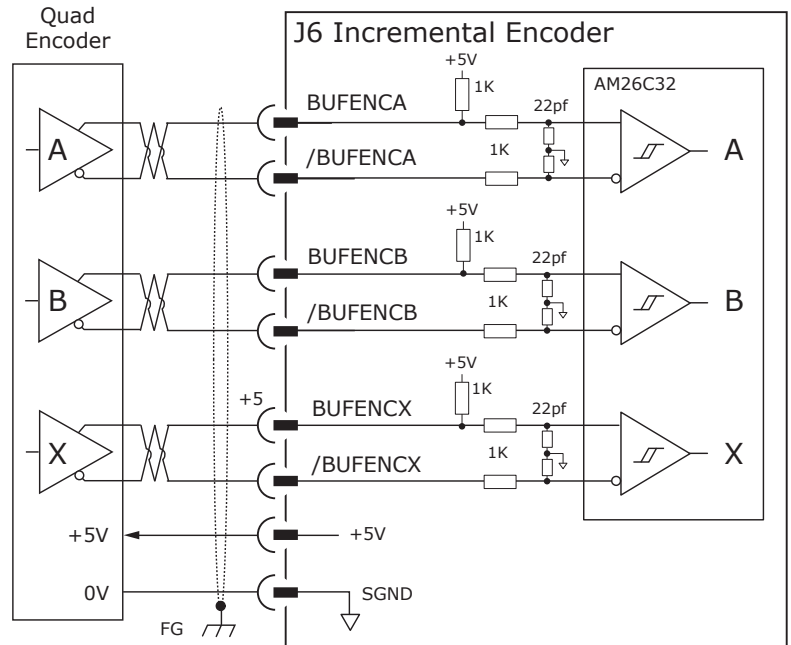 Quad
Encoder
J6 Incremental Encoder
+5V
1K
22pf
AM26C32
BUFENCA
A
1K
A
/BUFENCA
+5V
1K
22pf
BUFENCB
B
1K
B
/BUFENCB
+5V
1K
22pf
+5
BUFENCX
X
1K
X
/BUFENCX
+5V
+5V
0V
SGND
FG